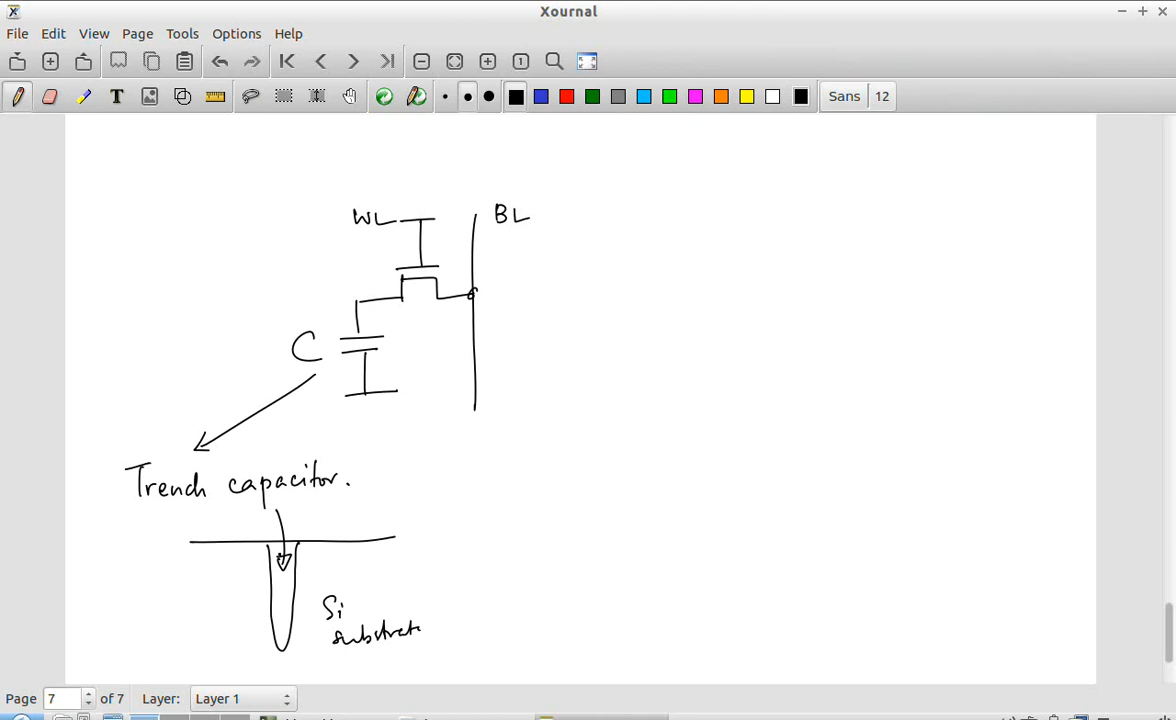 Xournal
File Edit View Page Tools Options Help
Sans 12
WL BL
C
Trench capacitor.
Si
substrate
Page 7 of 7 Layer: Layer 1